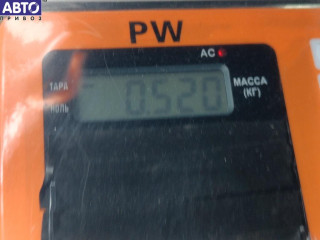 АВТО
ПРИВОЗ
PW
AC
ТАРА
НОЛЬ
0.520
МАССА
(КГ)